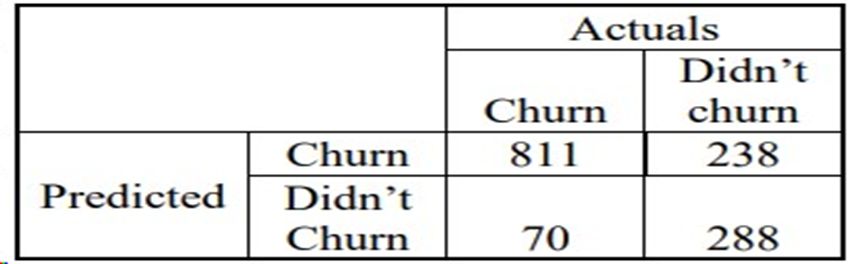 Actuals
Churn Didn't
churn
Predicted Churn 811 238
Didn't
Churn 70 288